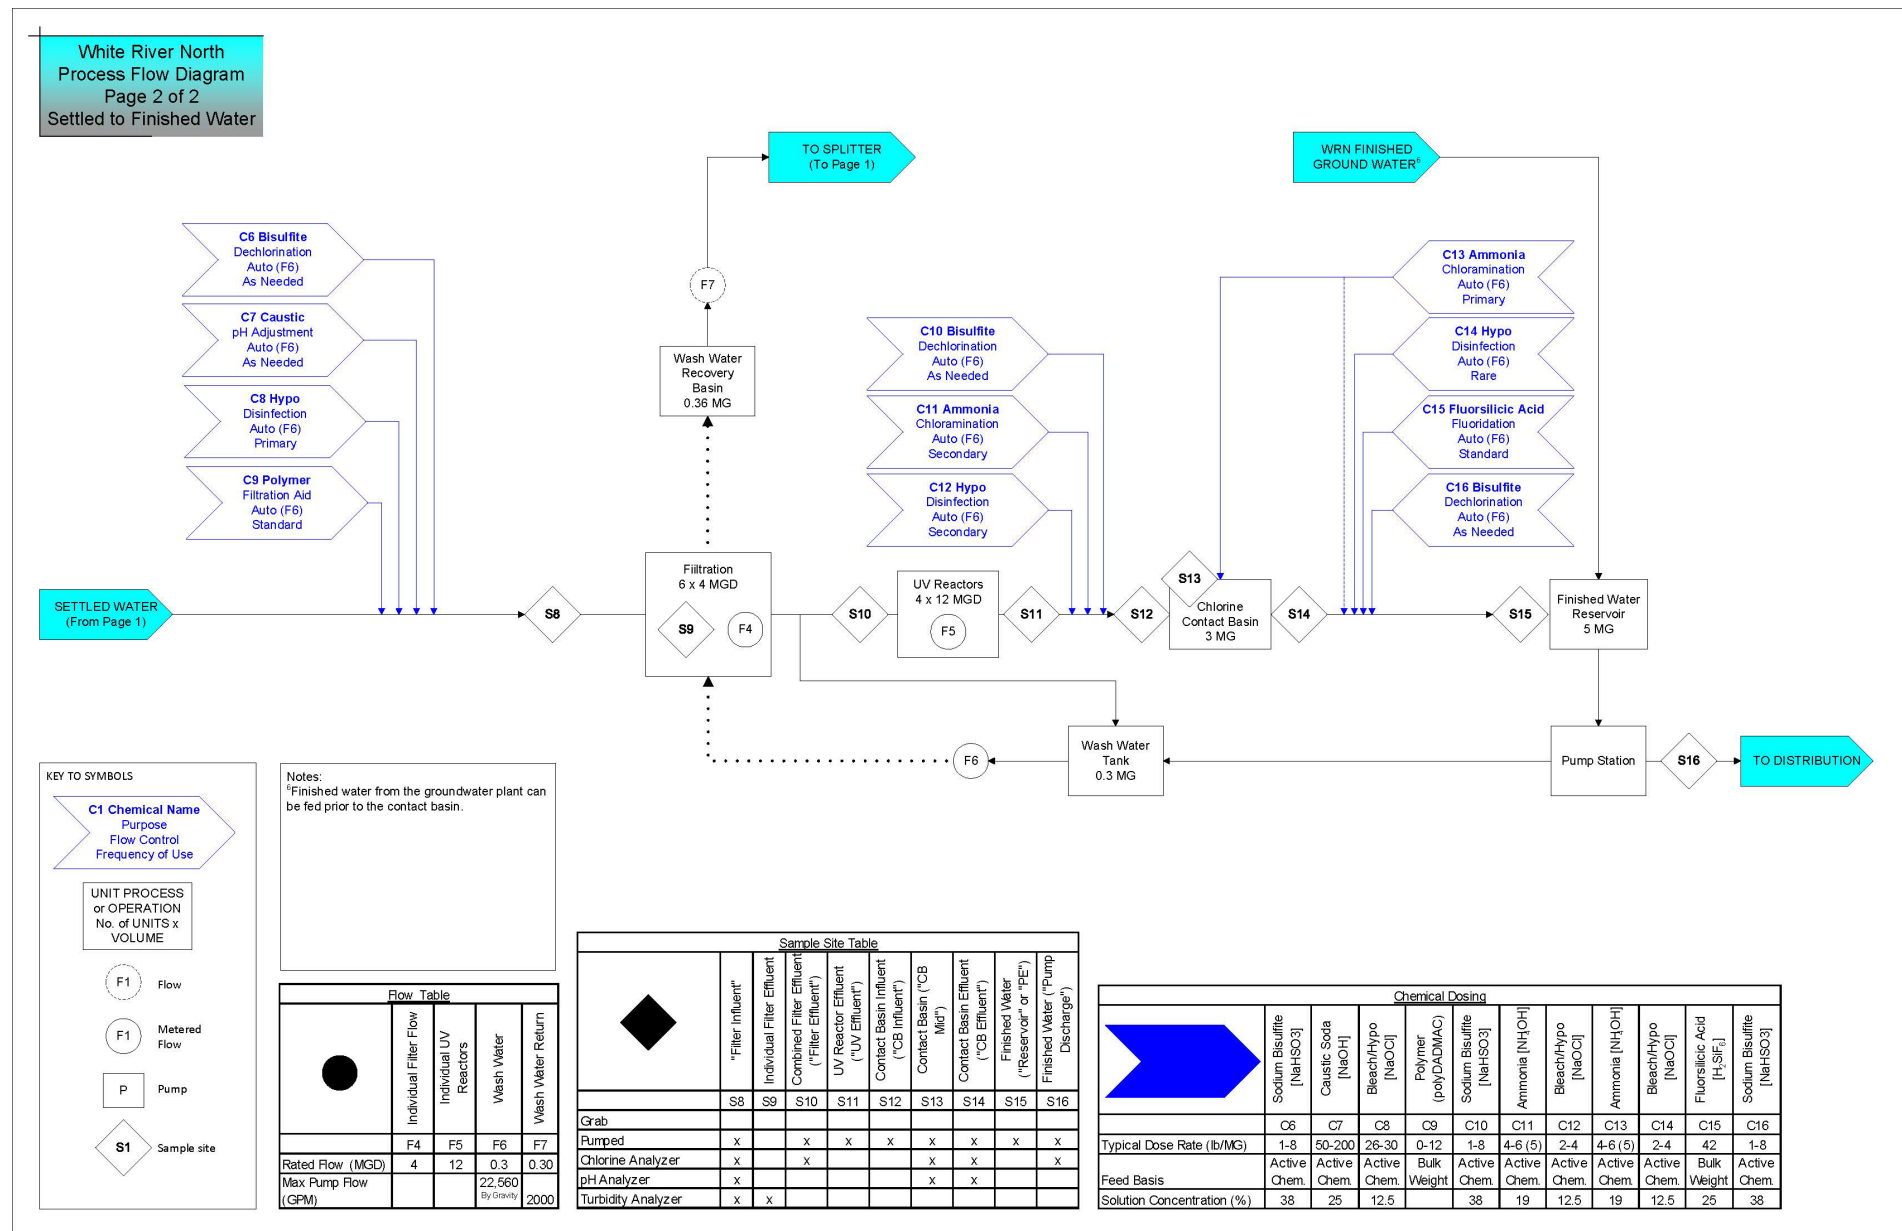 White River North
Process Flow Diagram
Page 2 of 2
Settled to Finished Water
TO SPLITTER
(To Page 1)
WRN FINISHED
GROUND WATER⁶
C6 Bisulfite
Dechlorination
Auto (F6)
As Needed
C7 Caustic
pH Adjustment
Auto (F6)
As Needed
C8 Hypo
Disinfection
Auto (F6)
Primary
C9 Polymer
Filtration Aid
Auto (F6)
Standard
F7
Wash Water
Recovery
Basin
0.36 MG
C10 Bisulfite
Dechlorination
Auto (F6)
As Needed
C11 Ammonia
Chloramination
Auto (F6)
Secondary
C12 Hypo
Disinfection
Auto (F6)
Secondary
C13 Ammonia
Chloramination
Auto (F6)
Primary
C14 Hypo
Disinfection
Auto (F6)
Rare
C15 Fluorsilicic Acid
Fluoridation
Auto (F6)
Standard
C16 Bisulfite
Dechlorination
Auto (F6)
As Needed
SETTLED WATER
(From Page 1)
S8
Fiiltration
6 x 4 MGD
S9
F4
S10
UV Reactors
4 x 12 MGD
F5
S11
S12
S13
Chlorine
Contact Basin
3 MG
S14
S15
Finished Water
Reservoir
5 MG
F6
Wash Water
Tank
0.3 MG
Pump Station
S16
TO DISTRIBUTION
KEY TO SYMBOLS
C1 Chemical Name
Purpose
Flow Control
Frequency of Use
UNIT PROCESS
or OPERATION
No. of UNITS x
VOLUME
F1 Flow
F1 Metered
Flow
P Pump
S1 Sample site
Notes:
⁶Finished water from the groundwater plant can
be fed prior to the contact basin.
Flow Table
Individual Filter Flow
Individual UV
Reactors
Wash Water
Wash Water Return
F4 F5 F6 F7
Rated Flow (MGD) 4 12 0.3 0.30
Max Pump Flow
(GPM) 22,560
By Gravity
2000
Sample Site Table
"Filter Influent"
Individual Filter Effluent
Combined Filter Effluent
("Filter Effluent")
UV Reactor Effluent
("UV Effluent")
Contact Basin Influent
("CB Influent")
Contact Basin ("CB
Mid")
Contact Basin Effluent
("CB Effluent")
Finished Water
("Reservoir" or "PE")
Finished Water ("Pump
Discharge")
S8 S9 S10 S11 S12 S13 S14 S15 S16
Grab
Pumped x x x x x x x x
Chlorine Analyzer x x x x x
pH Analyzer x x x
Turbidity Analyzer x x
Chemical Dosing
Sodium Bisulfite
[NaHSO3]
Caustic Soda
[NaOH]
Bleach/Hypo
[NaOCl]
Polymer
(polyDADMAC)
Sodium Bisulfite
[NaHSO3]
Ammonia [NH₃OH]
Bleach/Hypo
[NaOCl]
Ammonia [NH₃OH]
Bleach/Hypo
[NaOCl]
Fluorsilicic Acid
[H₂SiF₆]
Sodium Bisulfite
[NaHSO3]
C6 C7 C8 C9 C10 C11 C12 C13 C14 C15 C16
Typical Dose Rate (lb/MG) 1-8 50-200 26-30 0-12 1-8 4-6 (5) 2-4 4-6 (5) 2-4 42 1-8
Active Active Active Bulk Active Active Active Active Active Bulk Active
Feed Basis Chem. Chem. Chem. Weight Chem. Chem. Chem. Chem. Chem. Weight Chem.
Solution Concentration (%) 38 25 12.5 38 19 12.5 19 12.5 25 38